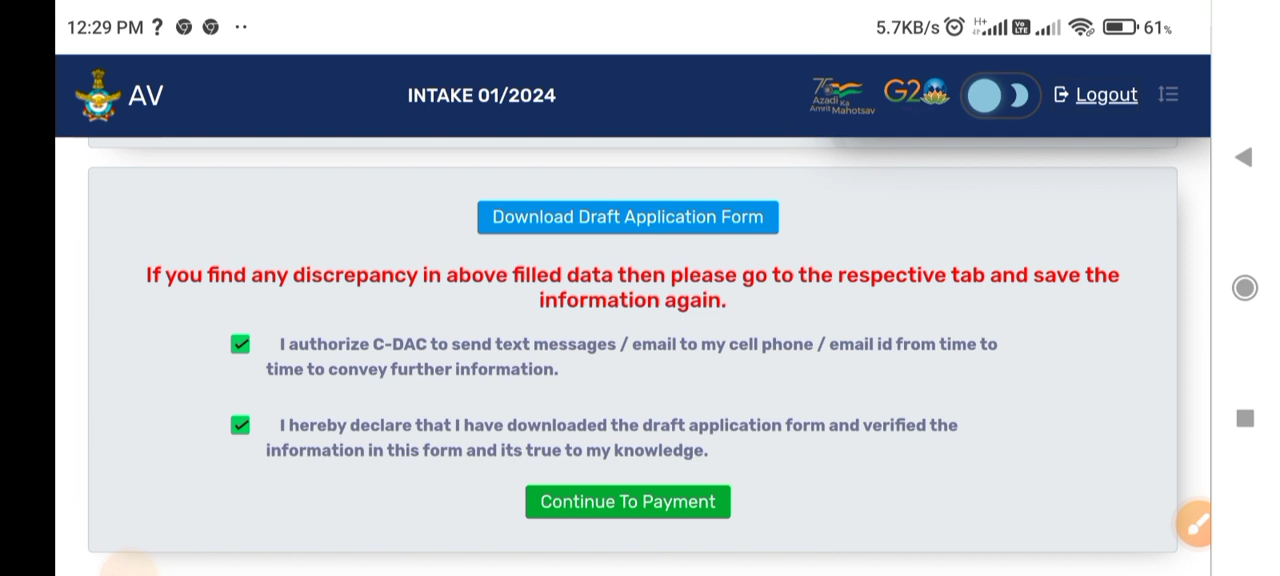 12:29 PM ? ··
5.7KB/s H+ 4P Vo LTE 61%
AV
INTAKE 01/2024
75 Azadi Ka Amrit Mahotsav
G20
Logout
Download Draft Application Form
If you find any discrepancy in above filled data then please go to the respective tab and save the
information again.
I authorize C-DAC to send text messages / email to my cell phone / email id from time to
time to convey further information.
I hereby declare that I have downloaded the draft application form and verified the
information in this form and its true to my knowledge.
Continue To Payment